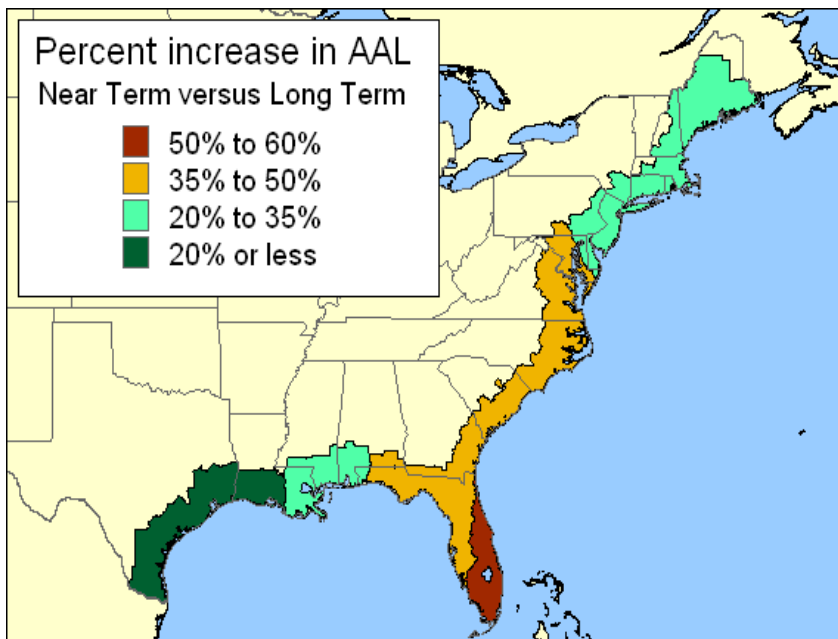 Percent increase in AAL
Near Term versus Long Term
50% to 60%
35% to 50%
20% to 35%
20% or less